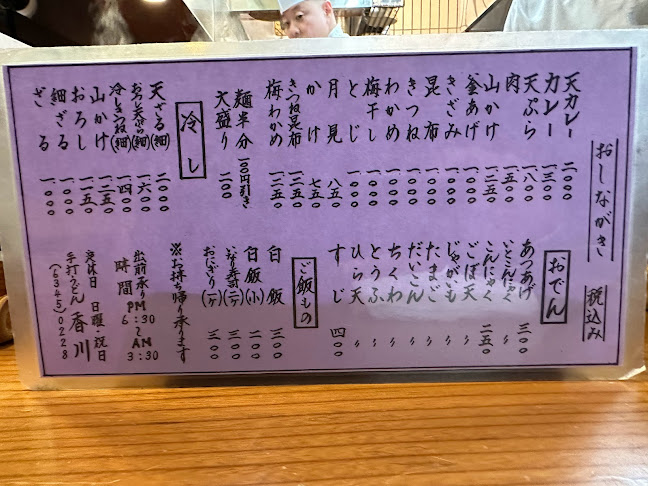 おしながき 税込み
天カレー 二〇〇〇
カレー 一三〇〇
天ぷら 一八〇〇
肉 一五〇〇
山かけ 一二五〇
釜あげ 一〇〇〇
きざみ 一〇〇〇
昆布 一〇〇〇
きつね 一〇〇〇
わかめ 一〇〇〇
梅干し 一〇〇〇
とじ 一〇〇〇
月見 八五〇
かけ 七五〇
きつね昆布 一二五〇
梅わかめ 一二五〇
麺半分 一〇〇円引き
大盛り 二〇〇
冷し
天ざる(細) 二〇〇〇
おろし天ぷら(細) 一六〇〇
冷しきつね(細) 一四〇〇
山かけ 一二五〇
おろし 一一五〇
細ざる 一〇〇〇
ざる 一〇〇〇
おでん
あつあげ 三〇〇
いとこんにゃく 〃
こんにゃく 二五〇
ごぼ天 〃
じゃがいも 〃
たまご 〃
だいこん 〃
ちくわ 〃
とうふ 〃
ひら天 〃
すじ 四〇〇
ご飯もの
白飯 三〇〇
白飯(小) 二〇〇
いなり寿司(二ヶ) 三〇〇
おにぎり(一ヶ) 三〇〇
※お持ち帰り承ります
出前承り PM 6:30〜AM 3:30
時間
定休日 日曜・祝日
手打うどん 香川
(6343)0228